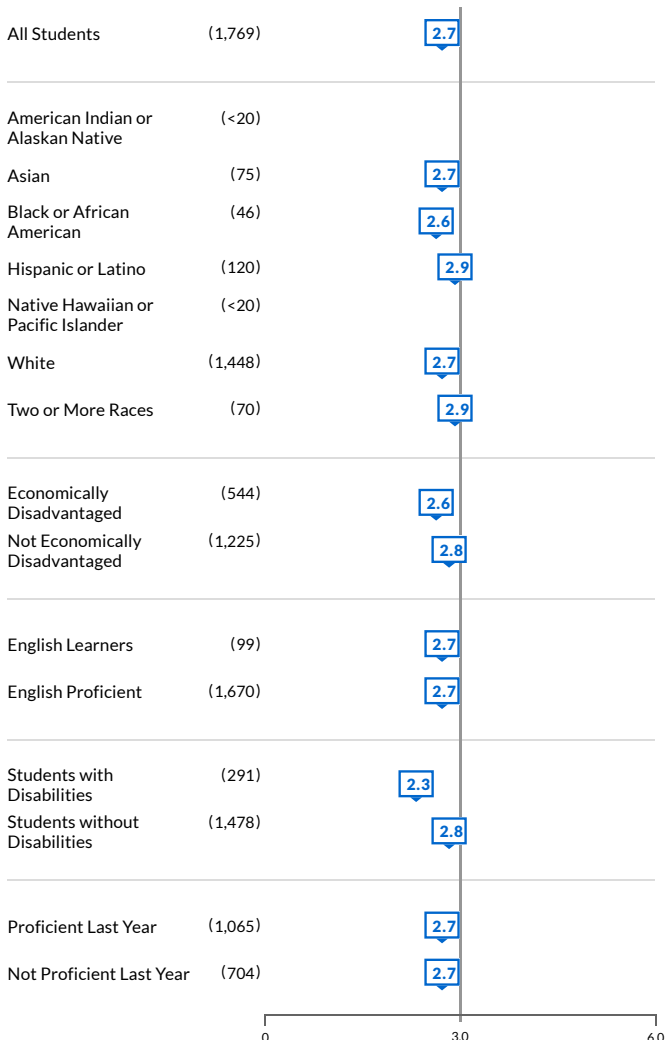 All Students (1,769) 2.7
American Indian or (<20)
Alaskan Native
Asian (75) 2.7
Black or African (46) 2.6
American
Hispanic or Latino (120) 2.9
Native Hawaiian or (<20)
Pacific Islander
White (1,448) 2.7
Two or More Races (70) 2.9
Economically (544) 2.6
Disadvantaged
Not Economically (1,225) 2.8
Disadvantaged
English Learners (99) 2.7
English Proficient (1,670) 2.7
Students with (291) 2.3
Disabilities
Students without (1,478) 2.8
Disabilities
Proficient Last Year (1,065) 2.7
Not Proficient Last Year (704) 2.7
0 3.0 6.0